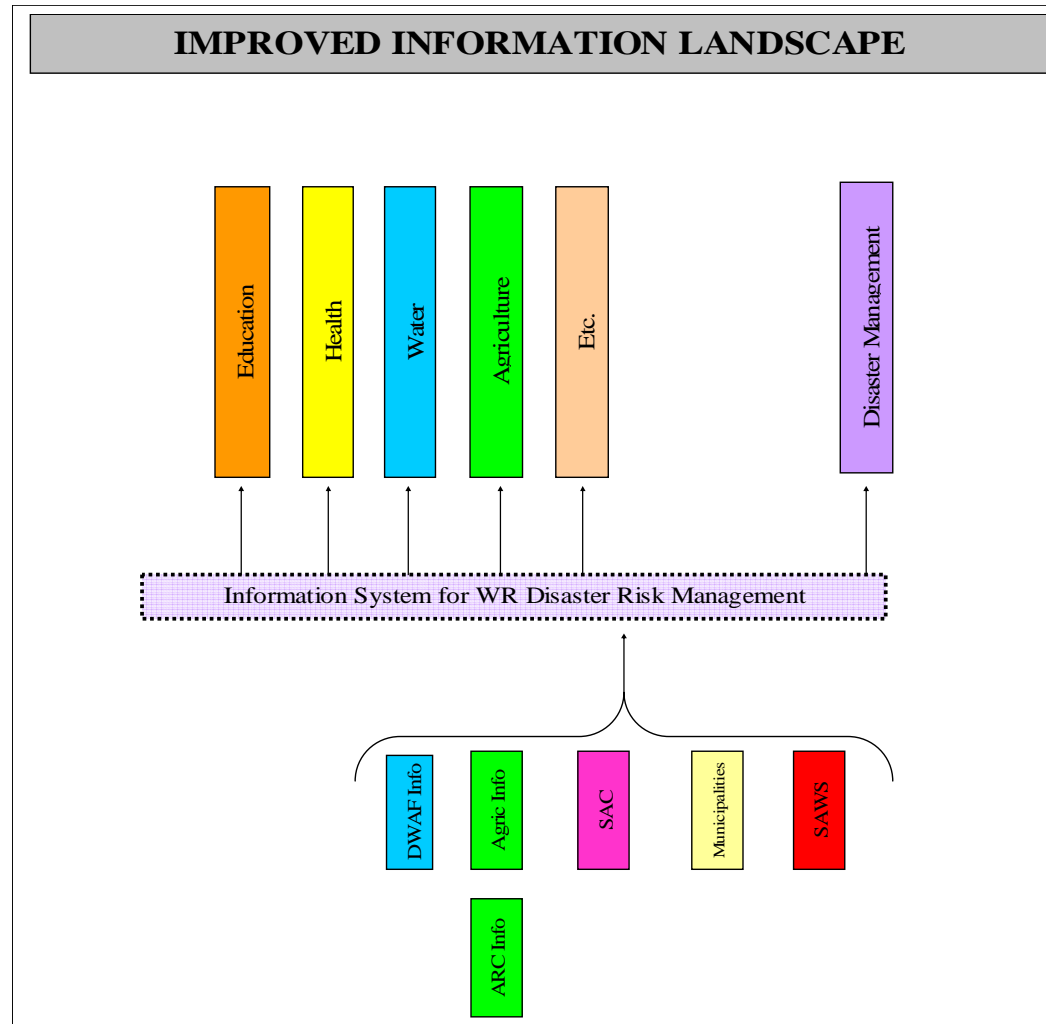 IMPROVED INFORMATION LANDSCAPE
Education
Health
Water
Agriculture
Etc.
Disaster Management
Information System for WR Disaster Risk Management
DWAF Info
Agric Info
SAC
Municipalities
SAWS
ARC Info